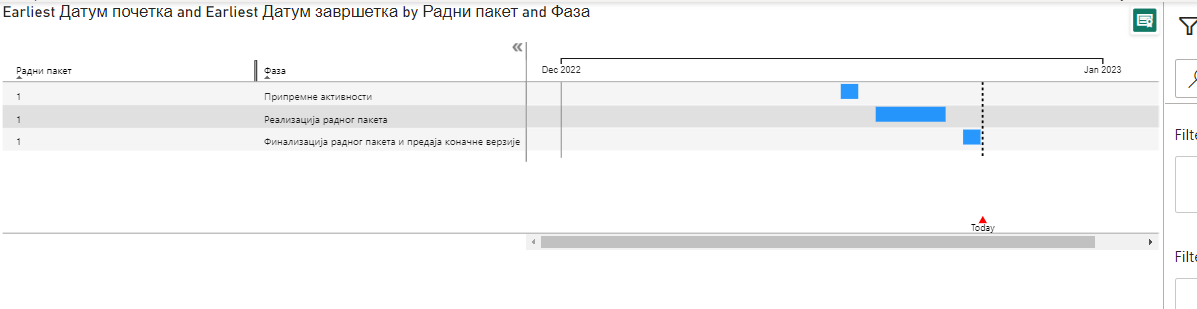 Earliest Датум почетка and Earliest Датум завршетка by Радни пакет and Фаза
Радни пакет Фаза Dec 2022 Jan 2023
1 Припремне активности
1 Реализација радног пакета
1 Финализација радног пакета и предаја коначне верзије
Today
Filte
Filte